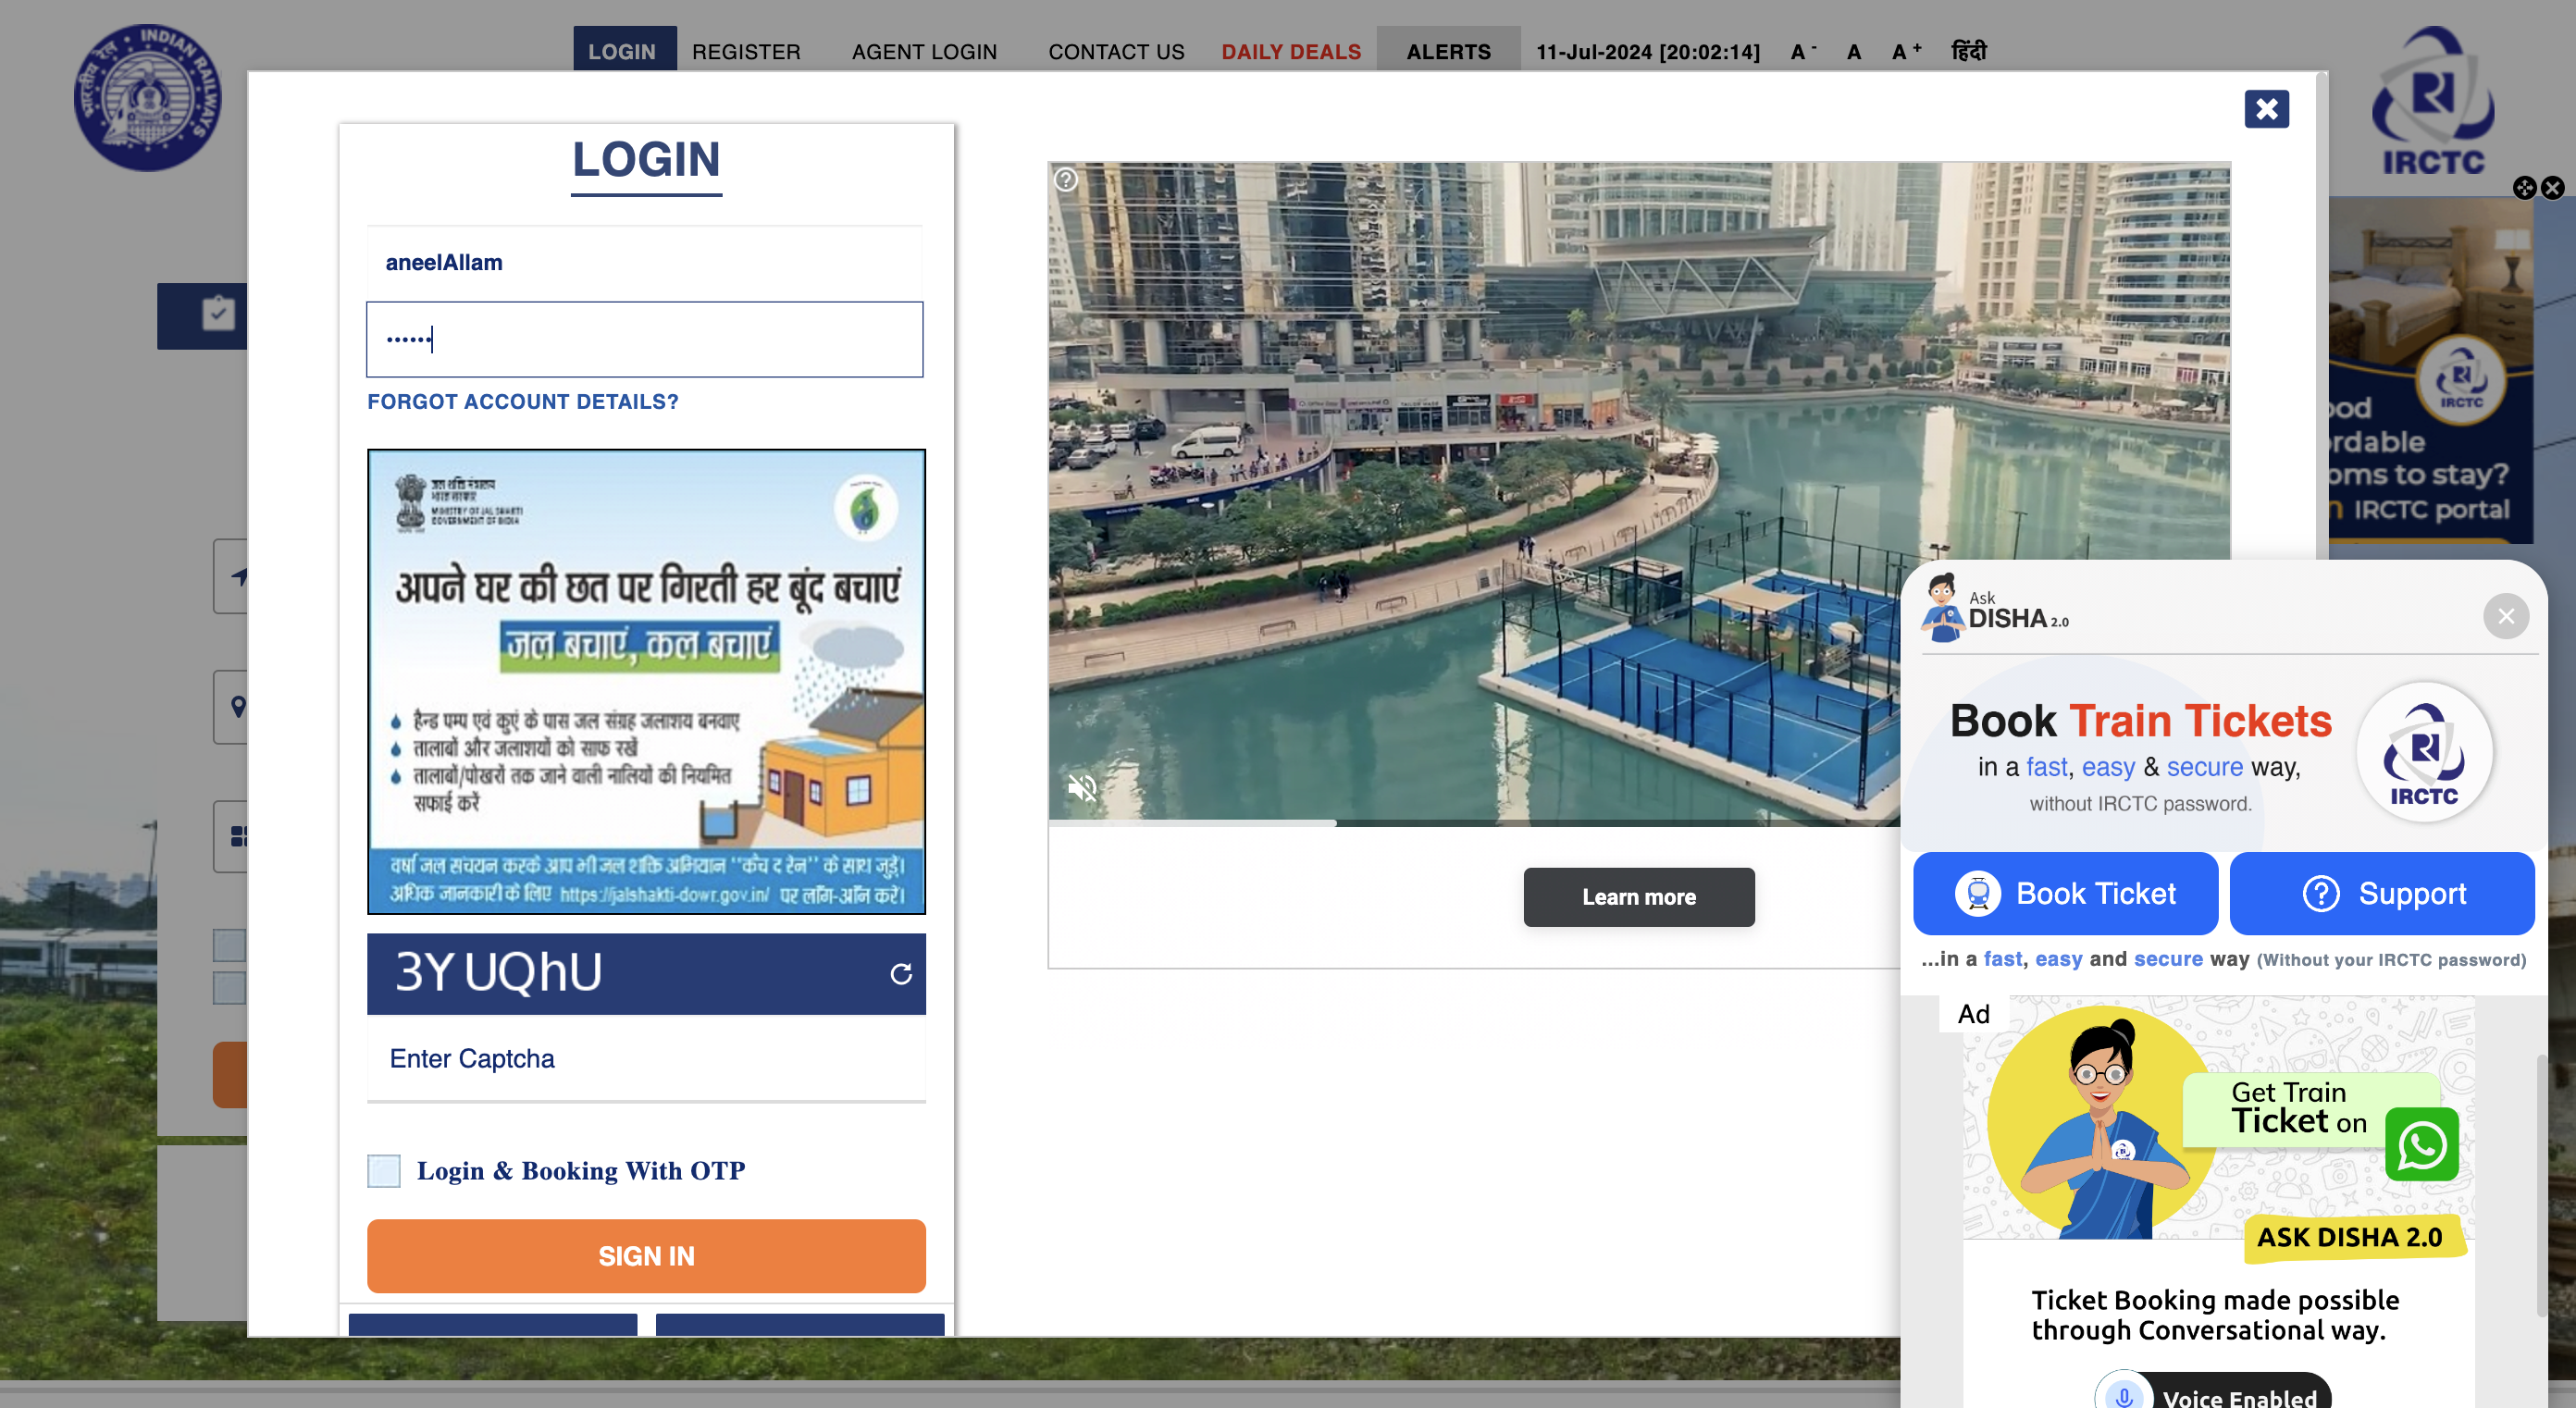 LOGIN REGISTER AGENT LOGIN CONTACT US DAILY DEALS ALERTS 11-Jul-2024 [20:02:14] A - A A + हिंदी
INDIAN RAILWAYS
भारतीय रेल
IRCTC
LOGIN
aneelAllam
••••••
FORGOT ACCOUNT DETAILS?
जल शक्ति मंत्रालय
भारत सरकार
MINISTRY OF JAL SHAKTI
GOVERNMENT OF INDIA
अपने घर की छत पर गिरती हर बूंद बचाएं
जल बचाएं, कल बचाएं
हैन्ड पम्प एवं कुएं के पास जल संग्रह जलाशय बनवाए
तालाबों और जलाशयों को साफ रखें
तालाबों/पोखरों तक जाने वाली नालियों की नियमित
सफाई करें
वर्षा जल संचयन करके आप भी जल शक्ति अभियान "कैच द रेन" के साथ जुड़ें।
अधिक जानकारी के लिए https://jalshakti-dowr.gov.in/ पर लॉग-ऑन करें।
3Y UQhU
Enter Captcha
Login & Booking With OTP
SIGN IN
Learn more
IRCTC
ood
rdable
oms to stay?
n IRCTC portal
Ask
DISHA 2.0
Book Train Tickets
in a fast, easy & secure way,
without IRCTC password.
IRCTC
Book Ticket
Support
...in a fast, easy and secure way (Without your IRCTC password)
Ad
Get Train
Ticket on
ASK DISHA 2.0
Ticket Booking made possible
through Conversational way.
Voice Enabled